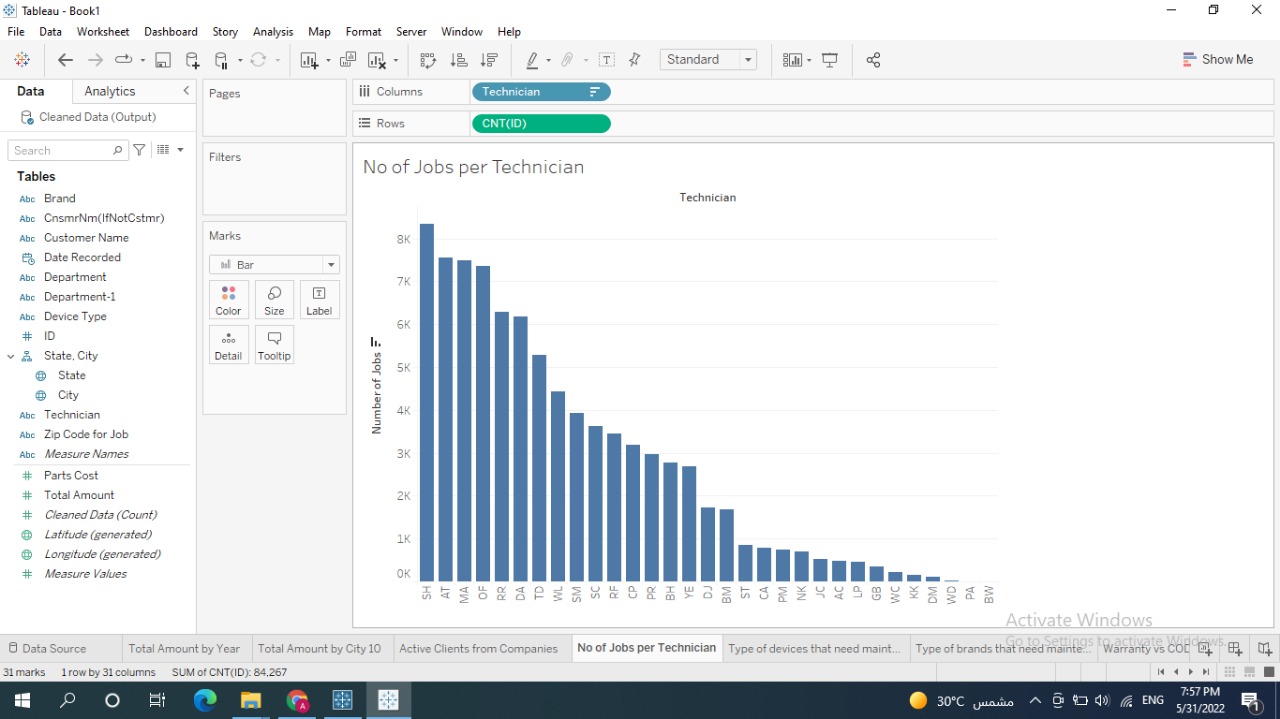 Tableau - Book1
File Data Worksheet Dashboard Story Analysis Map Format Server Window Help
Standard
Show Me
Data Analytics
Cleaned Data (Output)
Search
Tables
Abc Brand
Abc CnsmrNm(IfNotCstmr)
Abc Customer Name
Date Recorded
Abc Department
Abc Department-1
Abc Device Type
# ID
State, City
State
City
Abc Technician
Abc Zip Code for Job
Abc Measure Names
# Parts Cost
# Total Amount
# Cleaned Data (Count)
Latitude (generated)
Longitude (generated)
# Measure Values
Pages
Filters
Marks
Bar
Color Size Label
Detail Tooltip
Columns Technician
Rows CNT(ID)
No of Jobs per Technician
Technician
Number of Jobs
8K
7K
6K
5K
4K
3K
2K
1K
0K
SH AT MA OF RR DA TD WL SM SC RF CP PR BH YE DJ BM ST CA PM NK JC AC LP GB WC KK DM WD PA BW
Activate Windows
Go to Settings to activate Windows.
Data Source Total Amount by Year Total Amount by City 10 Active Clients from Companies No of Jobs per Technician Type of devices that need maint... Type of brands that need mainte... Warranty vs COD
31 marks 1 row by 31 columns SUM of CNT(ID): 84,267
30°C مشمس ENG 7:57 PM
5/31/2022
1